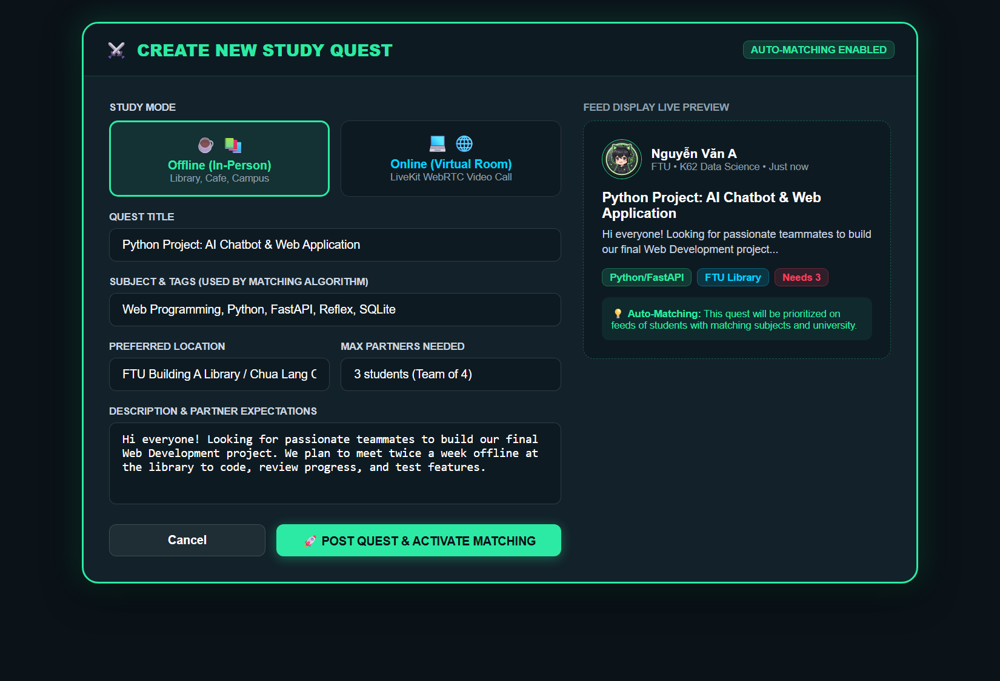 CREATE NEW STUDY QUEST
AUTO-MATCHING ENABLED
STUDY MODE
Offline (In-Person)
Library, Cafe, Campus
Online (Virtual Room)
LiveKit WebRTC Video Call
QUEST TITLE
Python Project: AI Chatbot & Web Application
SUBJECT & TAGS (USED BY MATCHING ALGORITHM)
Web Programming, Python, FastAPI, Reflex, SQLite
PREFERRED LOCATION
FTU Building A Library / Chua Lang
MAX PARTNERS NEEDED
3 students (Team of 4)
DESCRIPTION & PARTNER EXPECTATIONS
Hi everyone! Looking for passionate teammates to build our final
Web Development project. We plan to meet twice a week offline at
the library to code, review progress, and test features.
Cancel
POST QUEST & ACTIVATE MATCHING
FEED DISPLAY LIVE PREVIEW
Nguyễn Văn A
FTU • K62 Data Science • Just now
Python Project: AI Chatbot & Web
Application
Hi everyone! Looking for passionate teammates to build
our final Web Development project...
Python/FastAPI
FTU Library
Needs 3
Auto-Matching: This quest will be prioritized on
feeds of students with matching subjects and university.